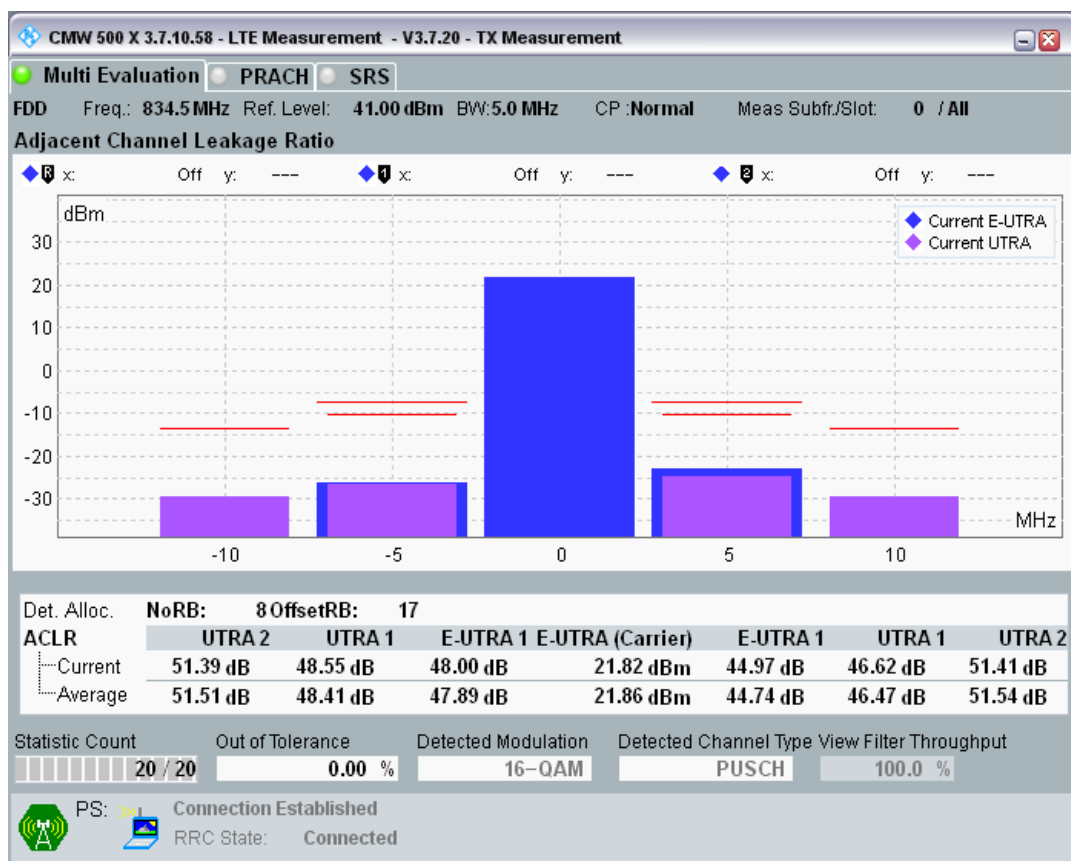 CMW 500 X 3.7.10.58 - LTE Measurement - V3.7.20 - TX Measurement
Multi Evaluation PRACH SRS
FDD Freq.: 834.5 MHz Ref. Level: 41.00 dBm BW:5.0 MHz CP :Normal Meas Subfr./Slot: 0 / All
Adjacent Channel Leakage Ratio
R x: Off y: --- 1 x: Off y: --- 2 x: Off y: ---
dBm
Current E-UTRA
Current UTRA
30
20
10
0
-10
-20
-30
MHz
-10 -5 0 5 10
Det. Alloc. NoRB: 8 OffsetRB: 17
ACLR UTRA 2 UTRA 1 E-UTRA 1 E-UTRA (Carrier) E-UTRA 1 UTRA 1 UTRA 2
Current 51.39 dB 48.55 dB 48.00 dB 21.82 dBm 44.97 dB 46.62 dB 51.41 dB
Average 51.51 dB 48.41 dB 47.89 dB 21.86 dBm 44.74 dB 46.47 dB 51.54 dB
Statistic Count Out of Tolerance Detected Modulation Detected Channel Type View Filter Throughput
20 / 20 0.00 % 16-QAM PUSCH 100.0 %
PS: Connection Established
RRC State: Connected